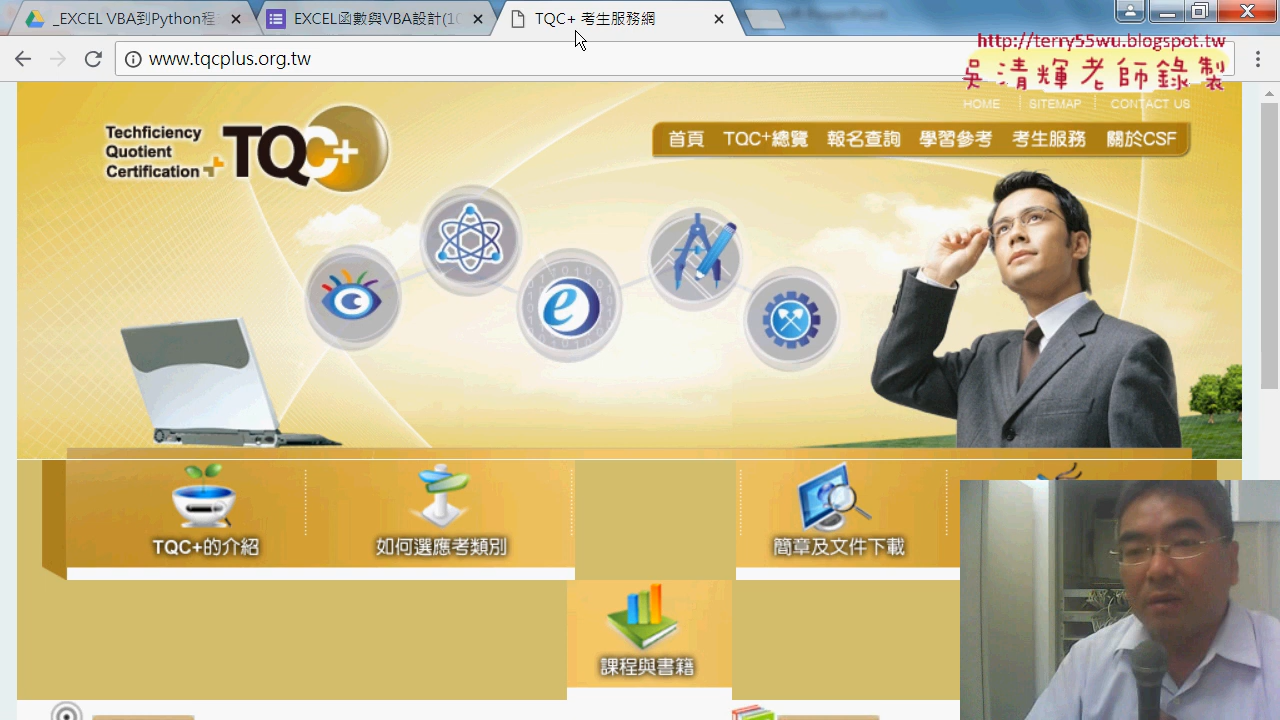 _EXCEL VBA到Python程
EXCEL函數與VBA設計(10
TQC+ 考生服務網
www.tqcplus.org.tw
http://terry55wu.blogspot.tw
吳清輝老師錄製
HOME
SITEMAP
CONTACT US
Techficiency
Quotient
Certification
TQC+
首頁
TQC+總覽
報名查詢
學習參考
考生服務
關於CSF
TQC+的介紹
如何選應考類別
簡章及文件下載
課程與書籍